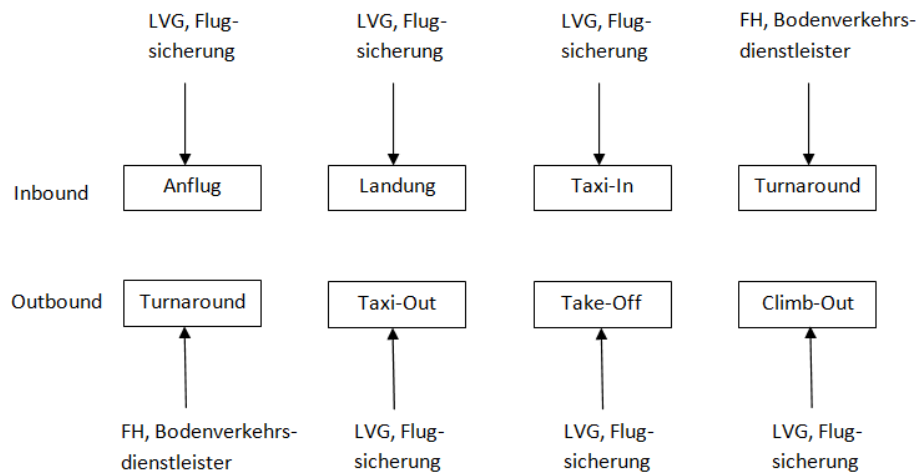 LVG, Flug-
sicherung
LVG, Flug-
sicherung
LVG, Flug-
sicherung
FH, Bodenverkehrs-
dienstleister
Inbound
Anflug
Landung
Taxi-In
Turnaround
Outbound
Turnaround
Taxi-Out
Take-Off
Climb-Out
FH, Bodenverkehrs-
dienstleister
LVG, Flug-
sicherung
LVG, Flug-
sicherung
LVG, Flug-
sicherung